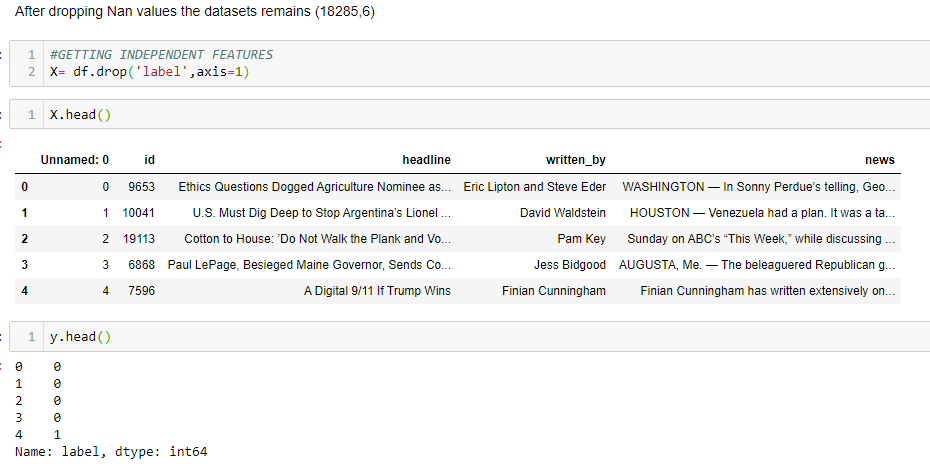 After dropping Nan values the datasets remains (18285,6)
1 #GETTING INDEPENDENT FEATURES
2 X= df.drop('label',axis=1)
1 X.head()
Unnamed: 0 id headline written_by news
0 0 9653 Ethics Questions Dogged Agriculture Nominee as... Eric Lipton and Steve Eder WASHINGTON — In Sonny Perdue's telling, Geo...
1 1 10041 U.S. Must Dig Deep to Stop Argentina's Lionel ... David Waldstein HOUSTON — Venezuela had a plan. It was a ta...
2 2 19113 Cotton to House: 'Do Not Walk the Plank and Vo... Pam Key Sunday on ABC's “This Week,” while discussing ...
3 3 6868 Paul LePage, Besieged Maine Governor, Sends Co... Jess Bidgood AUGUSTA, Me. — The beleaguered Republican g...
4 4 7596 A Digital 9/11 If Trump Wins Finian Cunningham Finian Cunningham has written extensively on...
1 y.head()
0 0
1 0
2 0
3 0
4 1
Name: label, dtype: int64